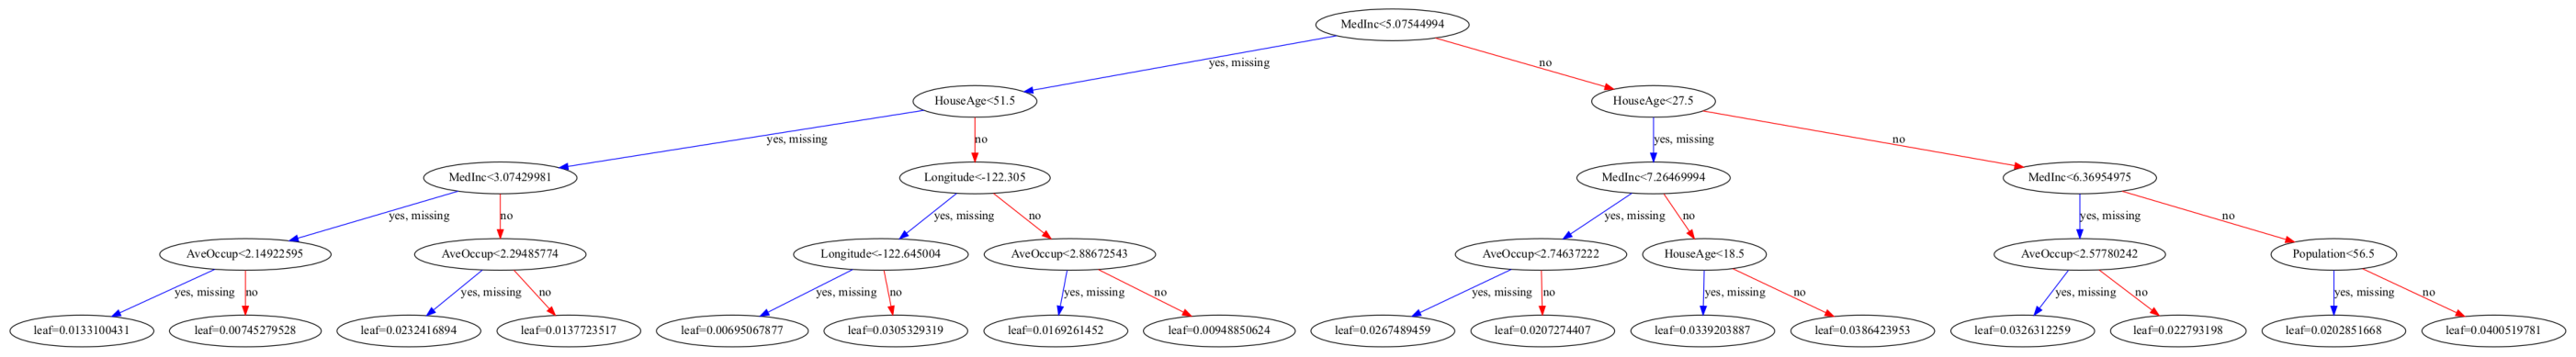 MedInc<5.07544994
yes, missing
no
HouseAge<51.5
HouseAge<27.5
yes, missing
no
yes, missing
no
MedInc<3.07429981
Longitude<-122.305
MedInc<7.26469994
MedInc<6.36954975
yes, missing
no
yes, missing
no
yes, missing
no
yes, missing
no
AveOccup<2.14922595
AveOccup<2.29485774
Longitude<-122.645004
AveOccup<2.88672543
AveOccup<2.74637222
HouseAge<18.5
AveOccup<2.57780242
Population<56.5
yes, missing
no
yes, missing
no
yes, missing
no
yes, missing
no
yes, missing
no
yes, missing
no
yes, missing
no
yes, missing
no
leaf=0.0133100431
leaf=0.00745279528
leaf=0.0232416894
leaf=0.0137723517
leaf=0.00695067877
leaf=0.0305329319
leaf=0.0169261452
leaf=0.00948850624
leaf=0.0267489459
leaf=0.0207274407
leaf=0.0339203887
leaf=0.0386423953
leaf=0.0326312259
leaf=0.022793198
leaf=0.0202851668
leaf=0.0400519781